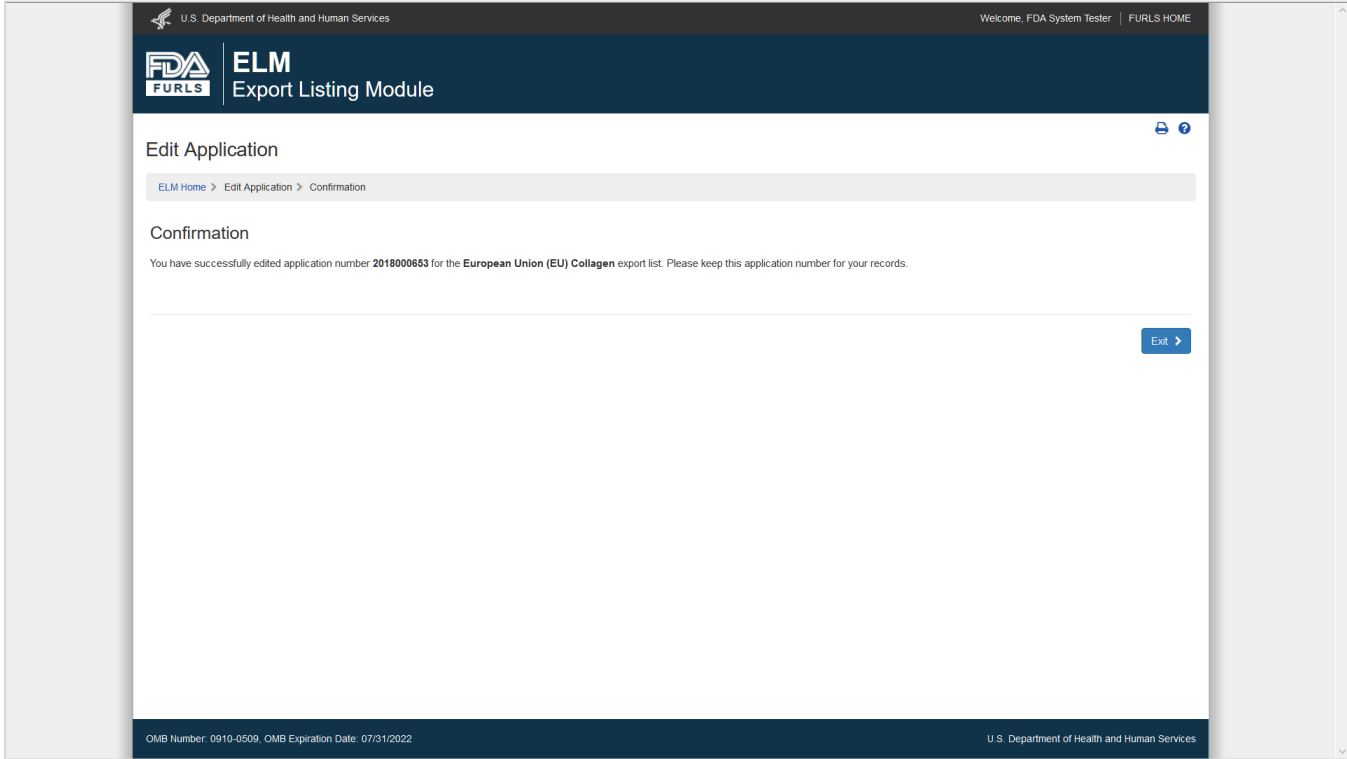 U.S. Department of Health and Human Services
Welcome, FDA System Tester | FURLS HOME
FDA
FURLS
ELM
Export Listing Module
Edit Application
ELM Home > Edit Application > Confirmation
Confirmation
You have successfully edited application number 2018000653 for the European Union (EU) Collagen export list. Please keep this application number for your records.
Exit >
OMB Number: 0910-0509, OMB Expiration Date: 07/31/2022
U.S. Department of Health and Human Services